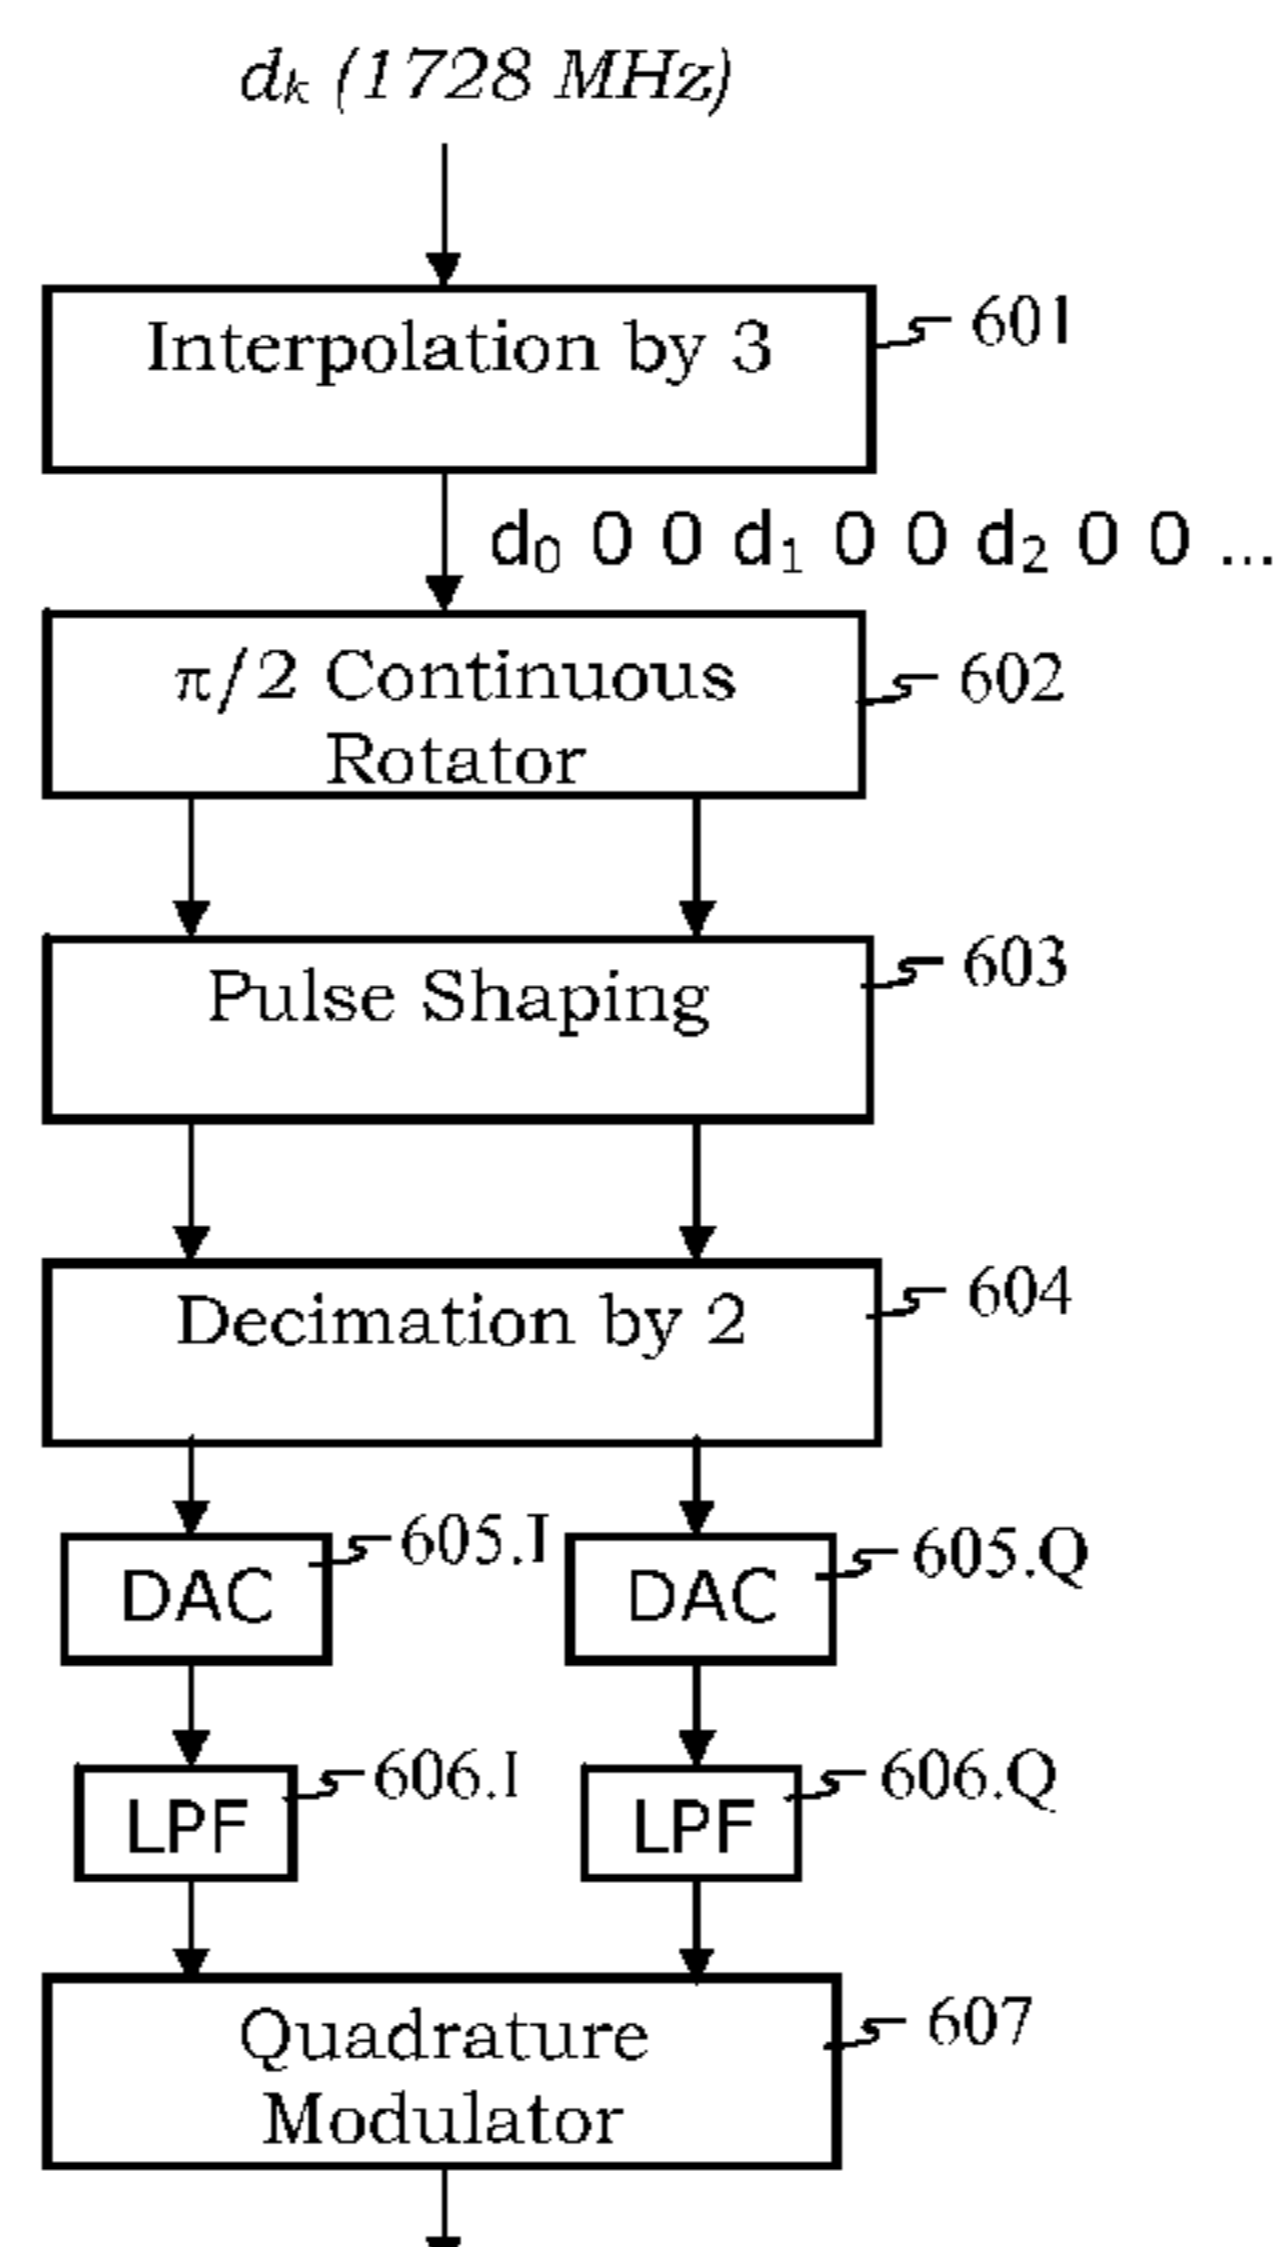 dk (1728 MHz)
Interpolation by 3
601
d0 0 0 d1 0 0 d2 0 0 ...
π/2 Continuous
Rotator
602
Pulse Shaping
603
Decimation by 2
604
DAC
605.I
DAC
605.Q
LPF
606.I
LPF
606.Q
Quadrature
Modulator
607